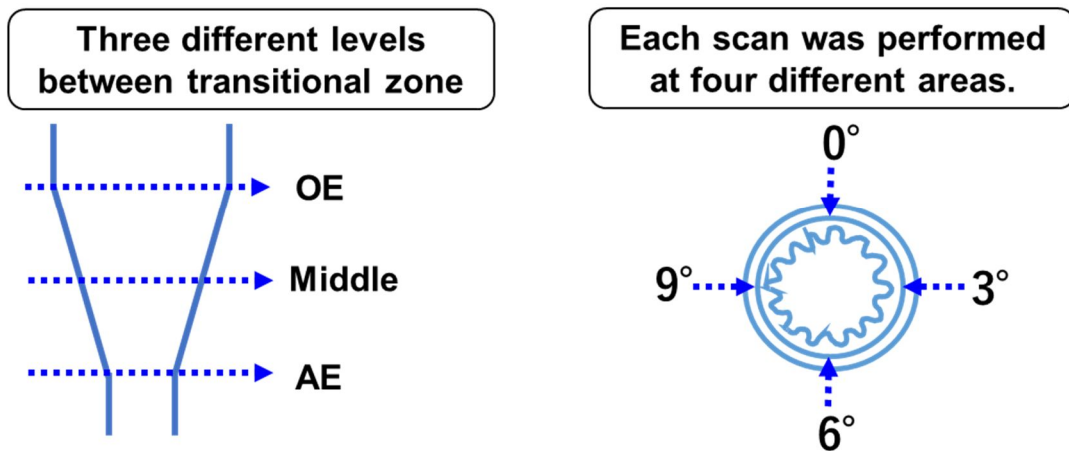 Three different levels
between transitional zone
OE
Middle
AE
Each scan was performed
at four different areas.
0°
9°
3°
6°